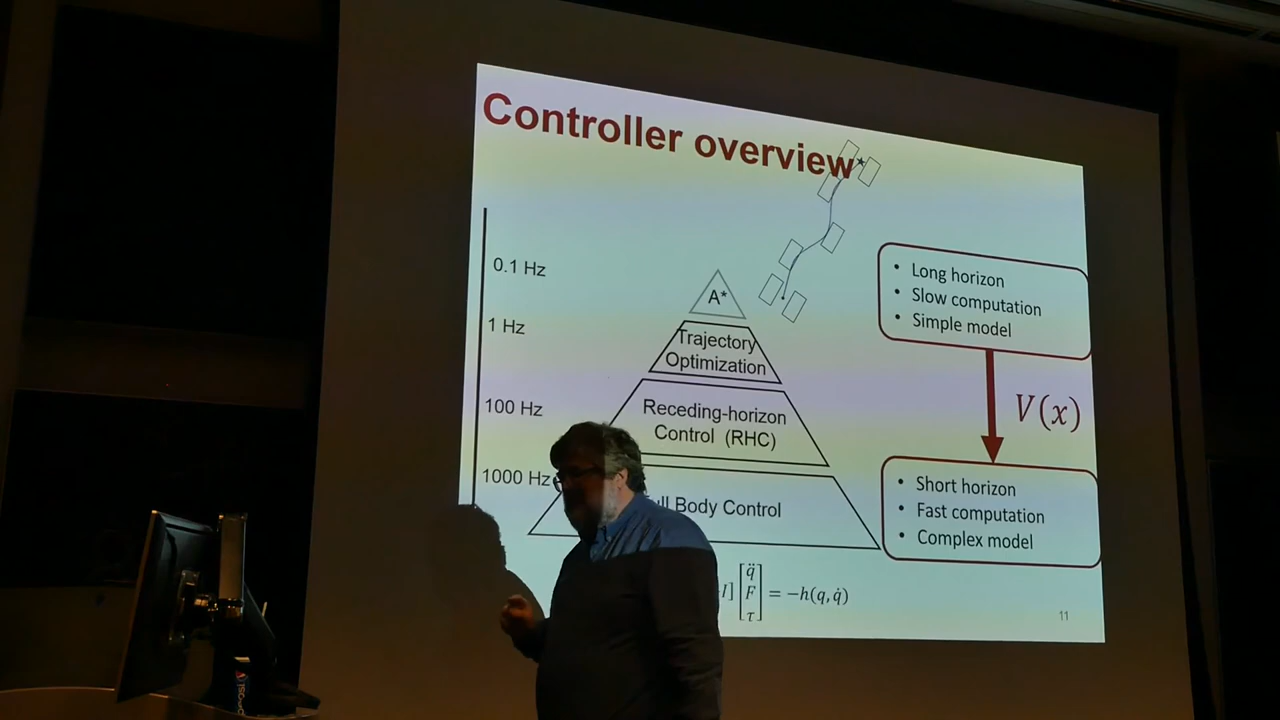 Controller overview*
0.1 Hz
1 Hz
100 Hz
1000 Hz
A*
Trajectory
Optimization
Receding-horizon
Control (RHC)
ll Body Control
• Long horizon
• Slow computation
• Simple model
V(x)
• Short horizon
• Fast computation
• Complex model
I] [q̈ F τ] = −h(q, q̇)
11